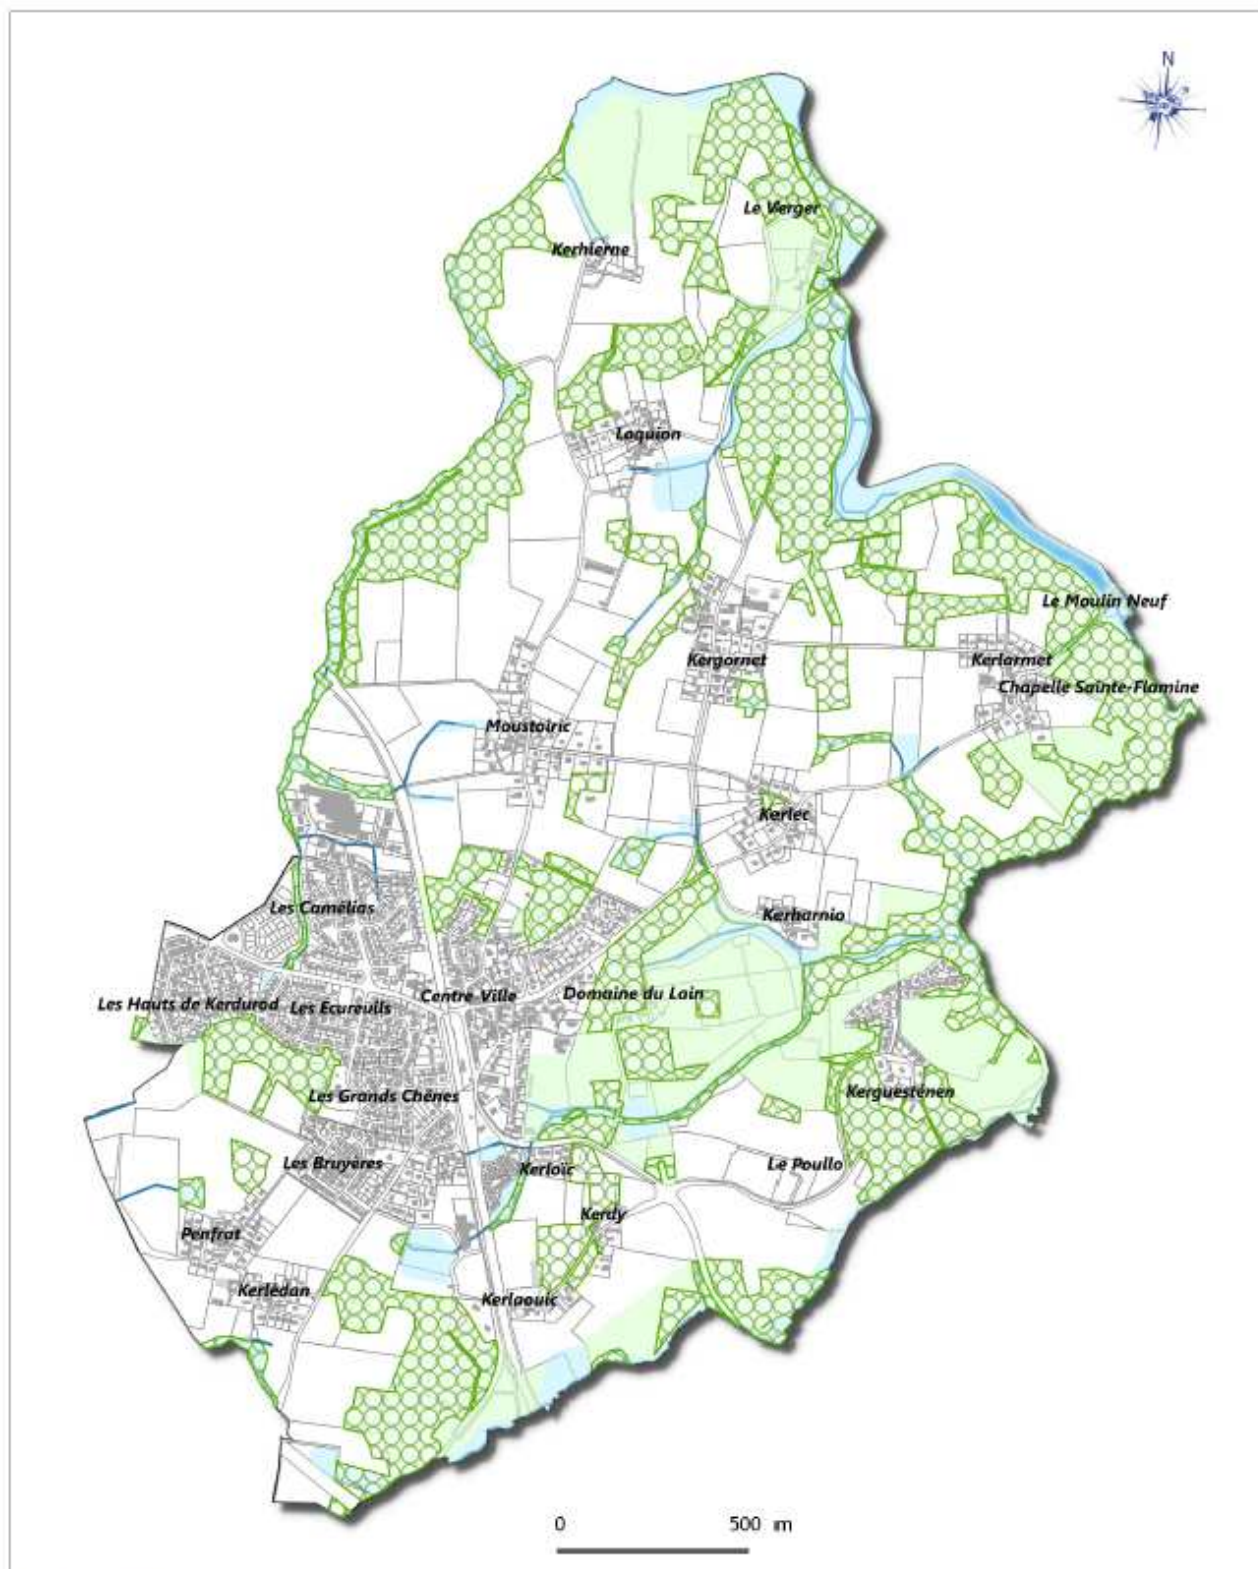 N
Le Verger
Kerhierne
Loquion
Le Moulin Neuf
Kergornet
Kerlarmet
Chapelle Sainte-Flamine
Moustoiric
Kerlec
Les Camélias
Kerharnio
Les Hauts de Kerdurod
Les Ecureuils
Centre-Ville
Domaine du Lain
Les Grands Chênes
Kerguesténen
Les Bruyères
Kerloïc
Le Poullo
Penfrat
Kerdy
Kerlédan
Kerlaouic
0 500 m